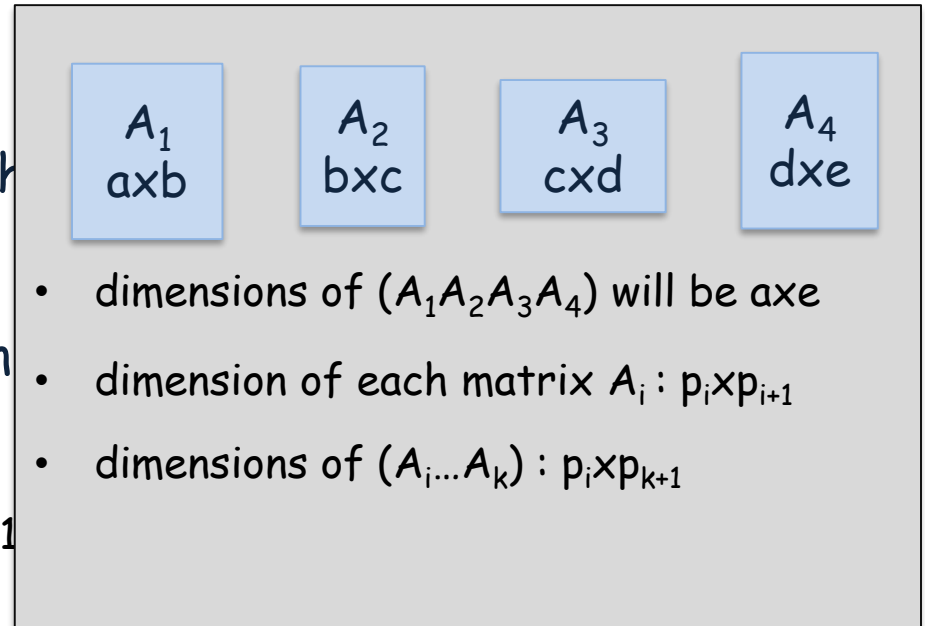 A₁ A₂ A₃ A₄
axb bxc cxd dxe
• dimensions of (A₁A₂A₃A₄) will be axe
• dimension of each matrix Aᵢ : pᵢxpᵢ₊₁
• dimensions of (Aᵢ...Aₖ) : pᵢxpₖ₊₁
1